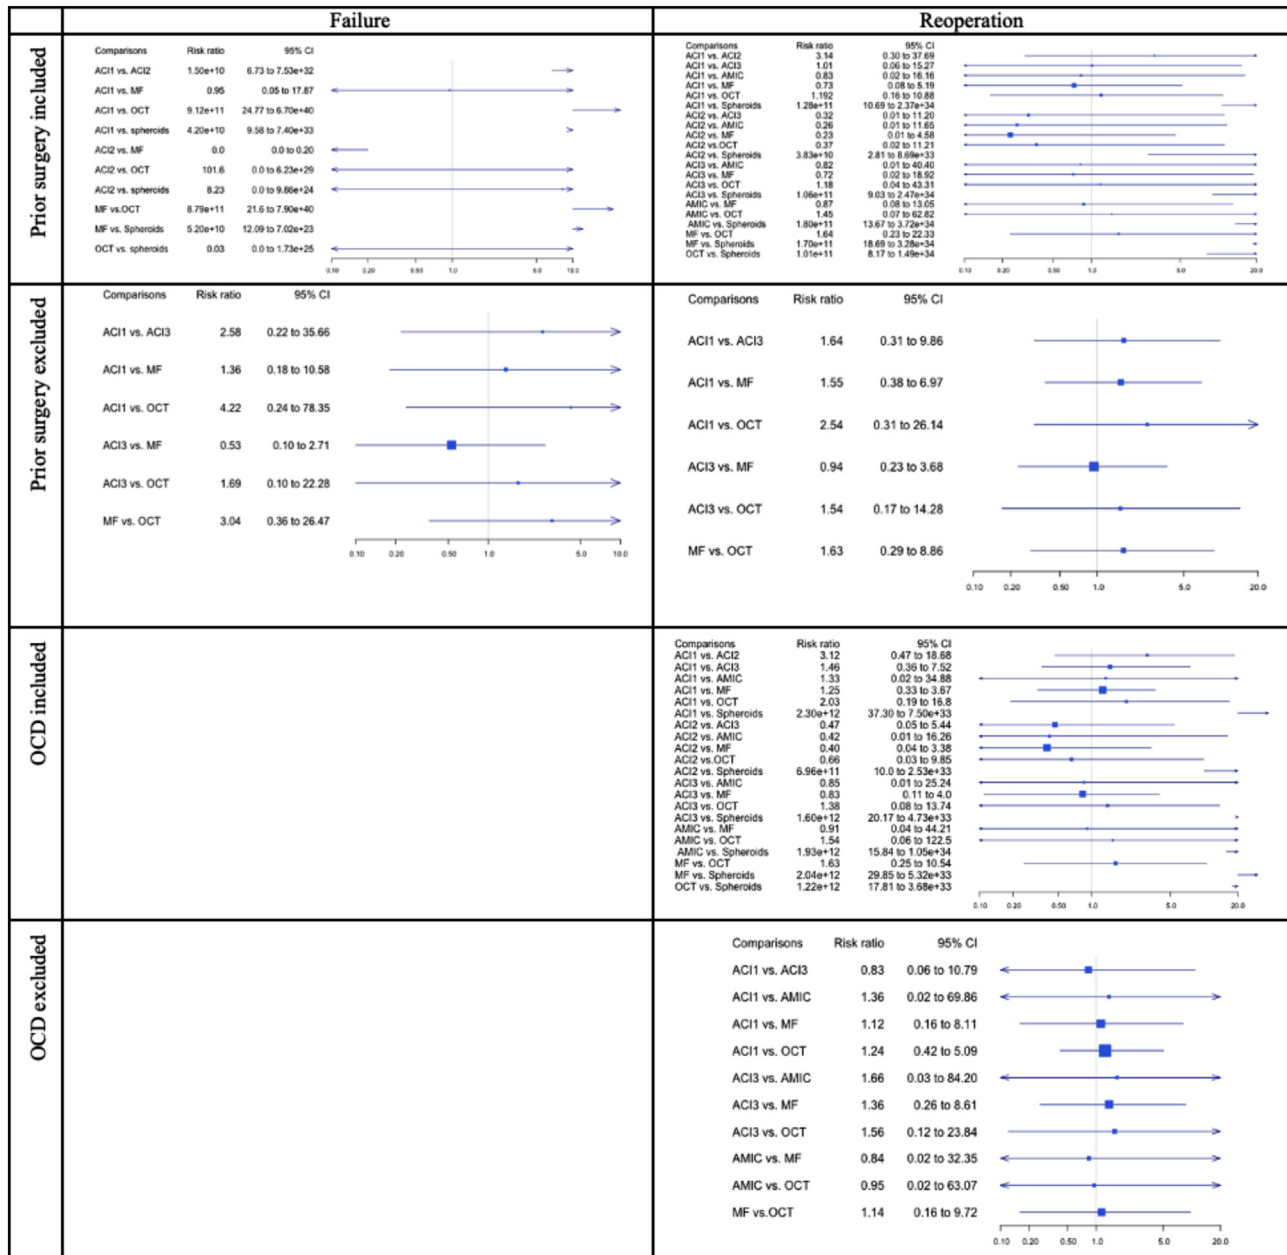 Failure
Reoperation
Prior surgery included
Comparisons Risk ratio 95% CI
ACI1 vs. ACI2 1.50e+10 6.73 to 7.53e+32
ACI1 vs. MF 0.95 0.05 to 17.87
ACI1 vs. OCT 9.12e+11 24.77 to 6.70e+40
ACI1 vs. spheroids 4.20e+10 9.58 to 7.40e+33
ACI2 vs. MF 0.0 0.0 to 0.20
ACI2 vs. OCT 101.6 0.0 to 6.23e+29
ACI2 vs. spheroids 8.23 0.0 to 9.86e+24
MF vs.OCT 8.79e+11 21.6 to 7.90e+40
MF vs. Spheroids 5.20e+10 12.09 to 7.02e+23
OCT vs. spheroids 0.03 0.0 to 1.73e+25
0.10 0.20 0.50 1.0 5.0 10.0
Comparisons Risk ratio 95% CI
ACI1 vs. ACI2 3.14 0.30 to 37.69
ACI1 vs. ACI3 1.01 0.06 to 15.27
ACI1 vs. AMIC 0.83 0.02 to 16.16
ACI1 vs. MF 0.73 0.08 to 5.19
ACI1 vs. OCT 1.192 0.16 to 10.88
ACI1 vs. Spheroids 1.28e+11 10.69 to 2.37e+34
ACI2 vs. ACI3 0.32 0.01 to 11.20
ACI2 vs. AMIC 0.26 0.01 to 11.65
ACI2 vs. MF 0.23 0.01 to 4.58
ACI2 vs.OCT 0.37 0.02 to 11.21
ACI2 vs. Spheroids 3.83e+10 2.81 to 8.69e+33
ACI3 vs. AMIC 0.82 0.01 to 40.40
ACI3 vs. MF 0.72 0.02 to 18.92
ACI3 vs. OCT 1.18 0.04 to 43.31
ACI3 vs. Spheroids 1.06e+11 9.03 to 2.47e+34
AMIC vs. MF 0.87 0.08 to 13.05
AMIC vs. OCT 1.45 0.07 to 62.82
AMIC vs. Spheroids 1.80e+11 13.67 to 3.72e+34
MF vs. OCT 1.64 0.23 to 22.33
MF vs. Spheroids 1.70e+11 18.69 to 3.28e+34
OCT vs. Spheroids 1.01e+11 8.17 to 1.49e+34
0.10 0.20 0.50 1.0 5.0 20.0
Prior surgery excluded
Comparisons Risk ratio 95% CI
ACI1 vs. ACI3 2.58 0.22 to 35.66
ACI1 vs. MF 1.36 0.18 to 10.58
ACI1 vs. OCT 4.22 0.24 to 78.35
ACI3 vs. MF 0.53 0.10 to 2.71
ACI3 vs. OCT 1.69 0.10 to 22.28
MF vs. OCT 3.04 0.36 to 26.47
0.10 0.20 0.50 1.0 5.0 10.0
Comparisons Risk ratio 95% CI
ACI1 vs. ACI3 1.64 0.31 to 9.86
ACI1 vs. MF 1.55 0.38 to 6.97
ACI1 vs. OCT 2.54 0.31 to 26.14
ACI3 vs. MF 0.94 0.23 to 3.68
ACI3 vs. OCT 1.54 0.17 to 14.28
MF vs. OCT 1.63 0.29 to 8.86
0.10 0.20 0.50 1.0 5.0 20.0
OCD included
Comparisons Risk ratio 95% CI
ACI1 vs. ACI2 3.12 0.47 to 18.68
ACI1 vs. ACI3 1.46 0.36 to 7.52
ACI1 vs. AMIC 1.33 0.02 to 34.88
ACI1 vs. MF 1.25 0.33 to 3.67
ACI1 vs. OCT 2.03 0.19 to 16.8
ACI1 vs. Spheroids 2.30e+12 37.30 to 7.50e+33
ACI2 vs. ACI3 0.47 0.05 to 5.44
ACI2 vs. AMIC 0.42 0.01 to 16.26
ACI2 vs. MF 0.40 0.04 to 3.38
ACI2 vs.OCT 0.66 0.03 to 9.85
ACI2 vs. Spheroids 6.96e+11 10.0 to 2.53e+33
ACI3 vs. AMIC 0.85 0.01 to 25.24
ACI3 vs. MF 0.83 0.11 to 4.0
ACI3 vs. OCT 1.38 0.08 to 13.74
ACI3 vs. Spheroids 1.60e+12 20.17 to 4.73e+33
AMIC vs. MF 0.91 0.04 to 44.21
AMIC vs. OCT 1.54 0.06 to 122.5
AMIC vs. Spheroids 1.93e+12 15.84 to 1.05e+34
MF vs. OCT 1.63 0.25 to 10.54
MF vs. Spheroids 2.04e+12 29.85 to 5.32e+33
OCT vs. Spheroids 1.22e+12 17.81 to 3.68e+33
0.10 0.20 0.50 1.0 5.0 20.0
OCD excluded
Comparisons Risk ratio 95% CI
ACI1 vs. ACI3 0.83 0.06 to 10.79
ACI1 vs. AMIC 1.36 0.02 to 69.86
ACI1 vs. MF 1.12 0.16 to 8.11
ACI1 vs. OCT 1.24 0.42 to 5.09
ACI3 vs. AMIC 1.66 0.03 to 84.20
ACI3 vs. MF 1.36 0.26 to 8.61
ACI3 vs. OCT 1.56 0.12 to 23.84
AMIC vs. MF 0.84 0.02 to 32.35
AMIC vs. OCT 0.95 0.02 to 63.07
MF vs.OCT 1.14 0.16 to 9.72
0.10 0.20 0.50 1.0 5.0 20.0